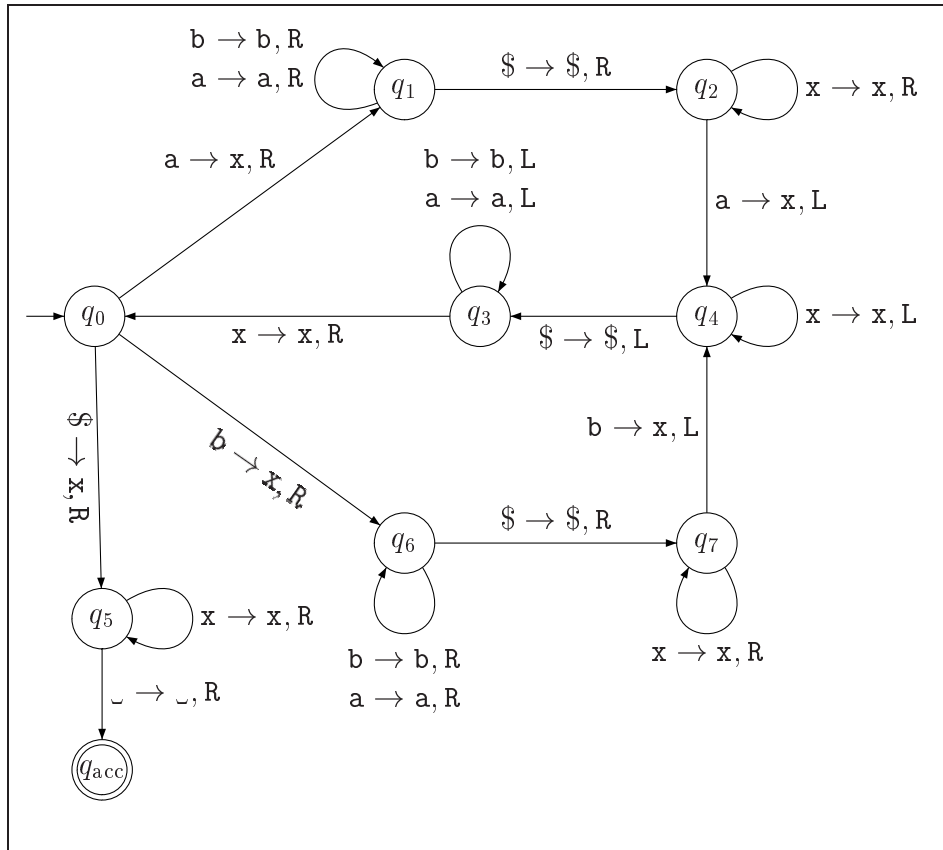 b → b, R
a → a, R
q₁
$ → $, R
q₂
x → x, R
a → x, R
b → b, L
a → a, L
a → x, L
q₀
x → x, R
q₃
$ → $, L
q₄
x → x, L
$ → x, R
b → x, R
b → x, L
q₆
$ → $, R
q₇
q₅
x → x, R
b → b, R
a → a, R
x → x, R
␣ → ␣, R
qacc